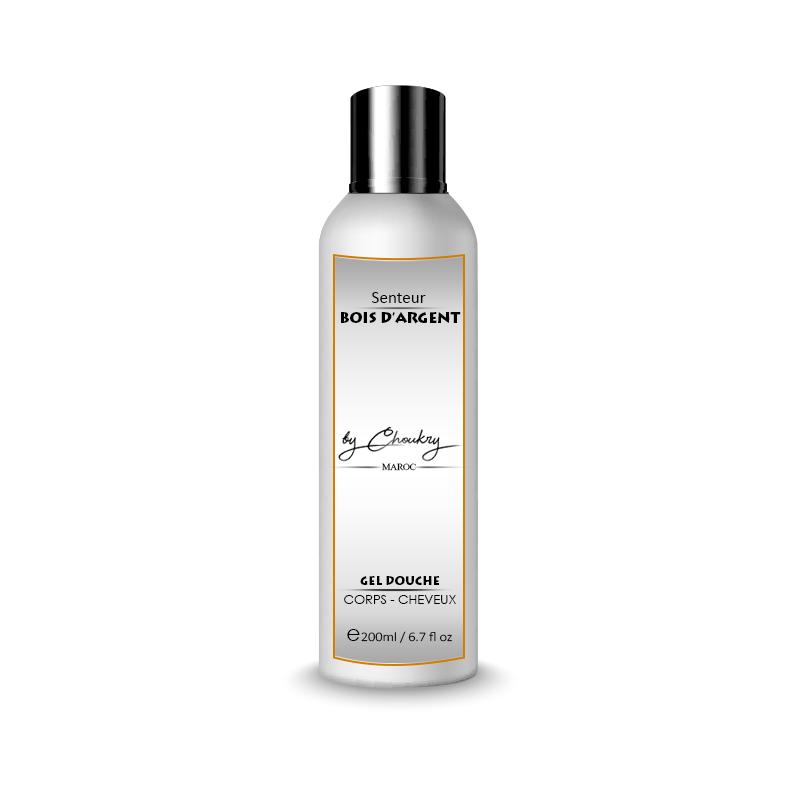 Senteur
BOIS D'ARGENT
by Choukry
MAROC
GEL DOUCHE
CORPS - CHEVEUX
℮200ml / 6.7 fl oz